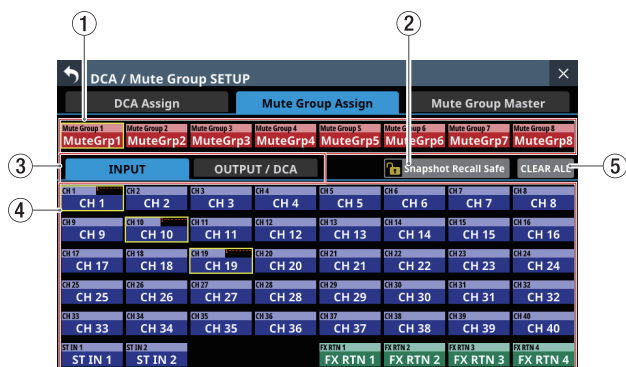 1
2
DCA / Mute Group SETUP
DCA Assign
Mute Group Assign
Mute Group Master
Mute Group 1 Mute Group 2 Mute Group 3 Mute Group 4 Mute Group 5 Mute Group 6 Mute Group 7 Mute Group 8
MuteGrp1 MuteGrp2 MuteGrp3 MuteGrp4 MuteGrp5 MuteGrp6 MuteGrp7 MuteGrp8
3
INPUT
OUTPUT / DCA
Snapshot Recall Safe
CLEAR ALL
5
4
CH 1 CH 2 CH 3 CH 4 CH 5 CH 6 CH 7 CH 8
CH 1 CH 2 CH 3 CH 4 CH 5 CH 6 CH 7 CH 8
CH 9 CH 10 CH 11 CH 12 CH 13 CH 14 CH 15 CH 16
CH 9 CH 10 CH 11 CH 12 CH 13 CH 14 CH 15 CH 16
CH 17 CH 18 CH 19 CH 20 CH 21 CH 22 CH 23 CH 24
CH 17 CH 18 CH 19 CH 20 CH 21 CH 22 CH 23 CH 24
CH 25 CH 26 CH 27 CH 28 CH 29 CH 30 CH 31 CH 32
CH 25 CH 26 CH 27 CH 28 CH 29 CH 30 CH 31 CH 32
CH 33 CH 34 CH 35 CH 36 CH 37 CH 38 CH 39 CH 40
CH 33 CH 34 CH 35 CH 36 CH 37 CH 38 CH 39 CH 40
ST IN 1 ST IN 2 FX RTN 1 FX RTN 2 FX RTN 3 FX RTN 4
ST IN 1 ST IN 2 FX RTN 1 FX RTN 2 FX RTN 3 FX RTN 4